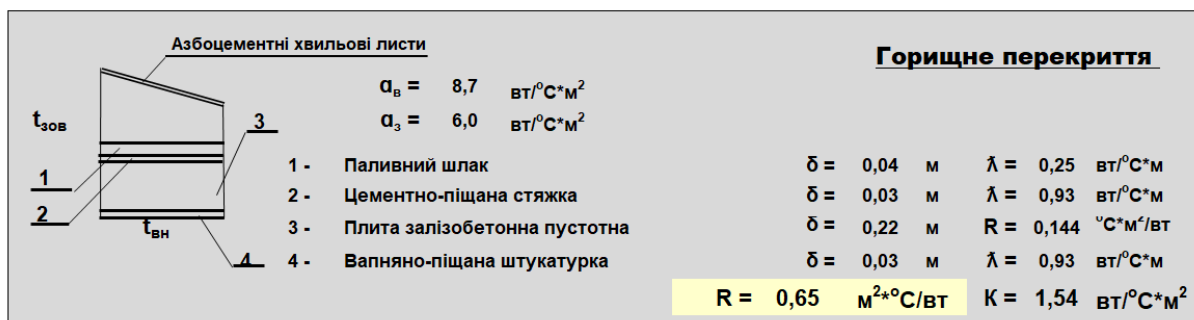 Азбоцементні хвильові листи
Горищне перекриття
αв = 8,7 вт/°С*м²
αз = 6,0 вт/°С*м²
tзов
3
1 - Паливний шлак δ = 0,04 м ƛ = 0,25 вт/°С*м
1
2 - Цементно-піщана стяжка δ = 0,03 м ƛ = 0,93 вт/°С*м
2
3 - Плита залізобетонна пустотна δ = 0,22 м R = 0,144 °С*м²/вт
tвн
4
4 - Вапняно-піщана штукатурка δ = 0,03 м ƛ = 0,93 вт/°С*м
R = 0,65 м²*°С/вт К = 1,54 вт/°С*м²